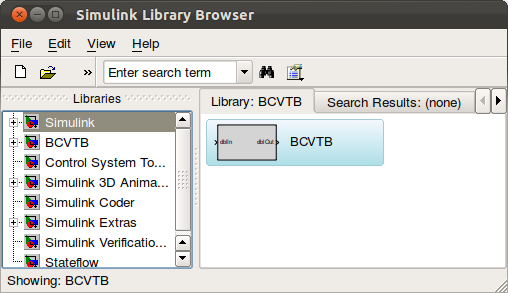 Simulink Library Browser
File Edit View Help
» Enter search term
Libraries
Library: BCVTB Search Results: (none)
Simulink
BCVTB
Control System To...
Simulink 3D Anima...
Simulink Coder
Simulink Extras
Simulink Verificatio...
Stateflow
dblIn dblOut BCVTB
Showing: BCVTB